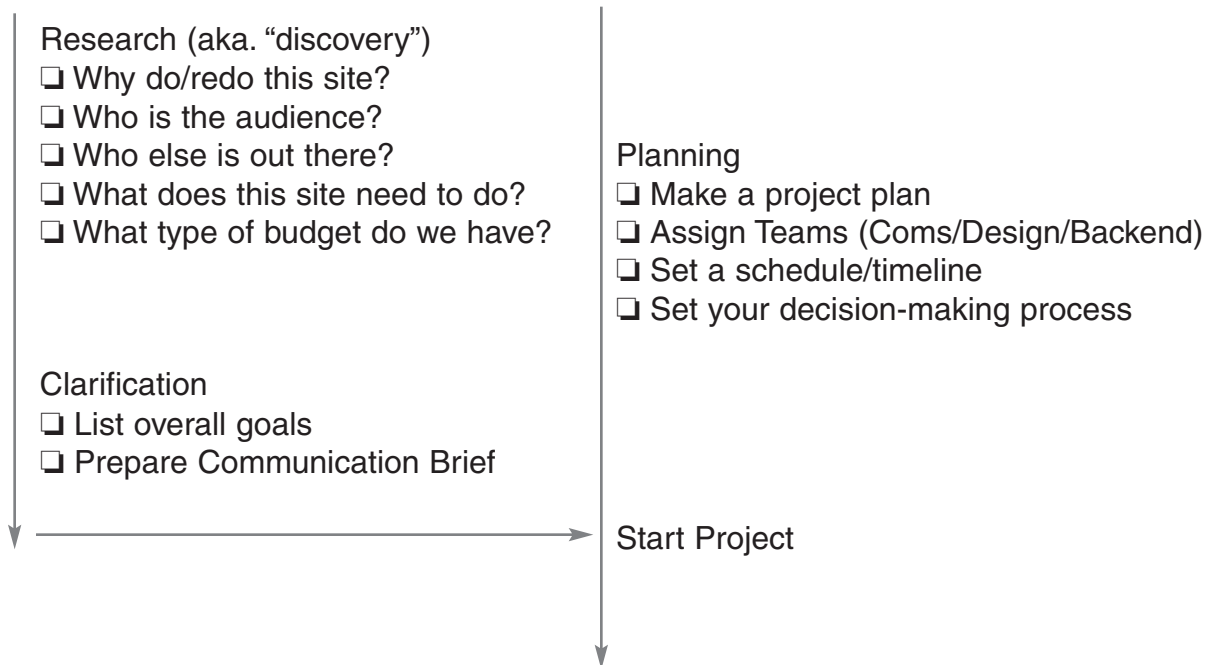 Research (aka. “discovery”)
❏ Why do/redo this site?
❏ Who is the audience?
❏ Who else is out there?
❏ What does this site need to do?
❏ What type of budget do we have?
Clarification
❏ List overall goals
❏ Prepare Communication Brief
Planning
❏ Make a project plan
❏ Assign Teams (Coms/Design/Backend)
❏ Set a schedule/timeline
❏ Set your decision-making process
Start Project